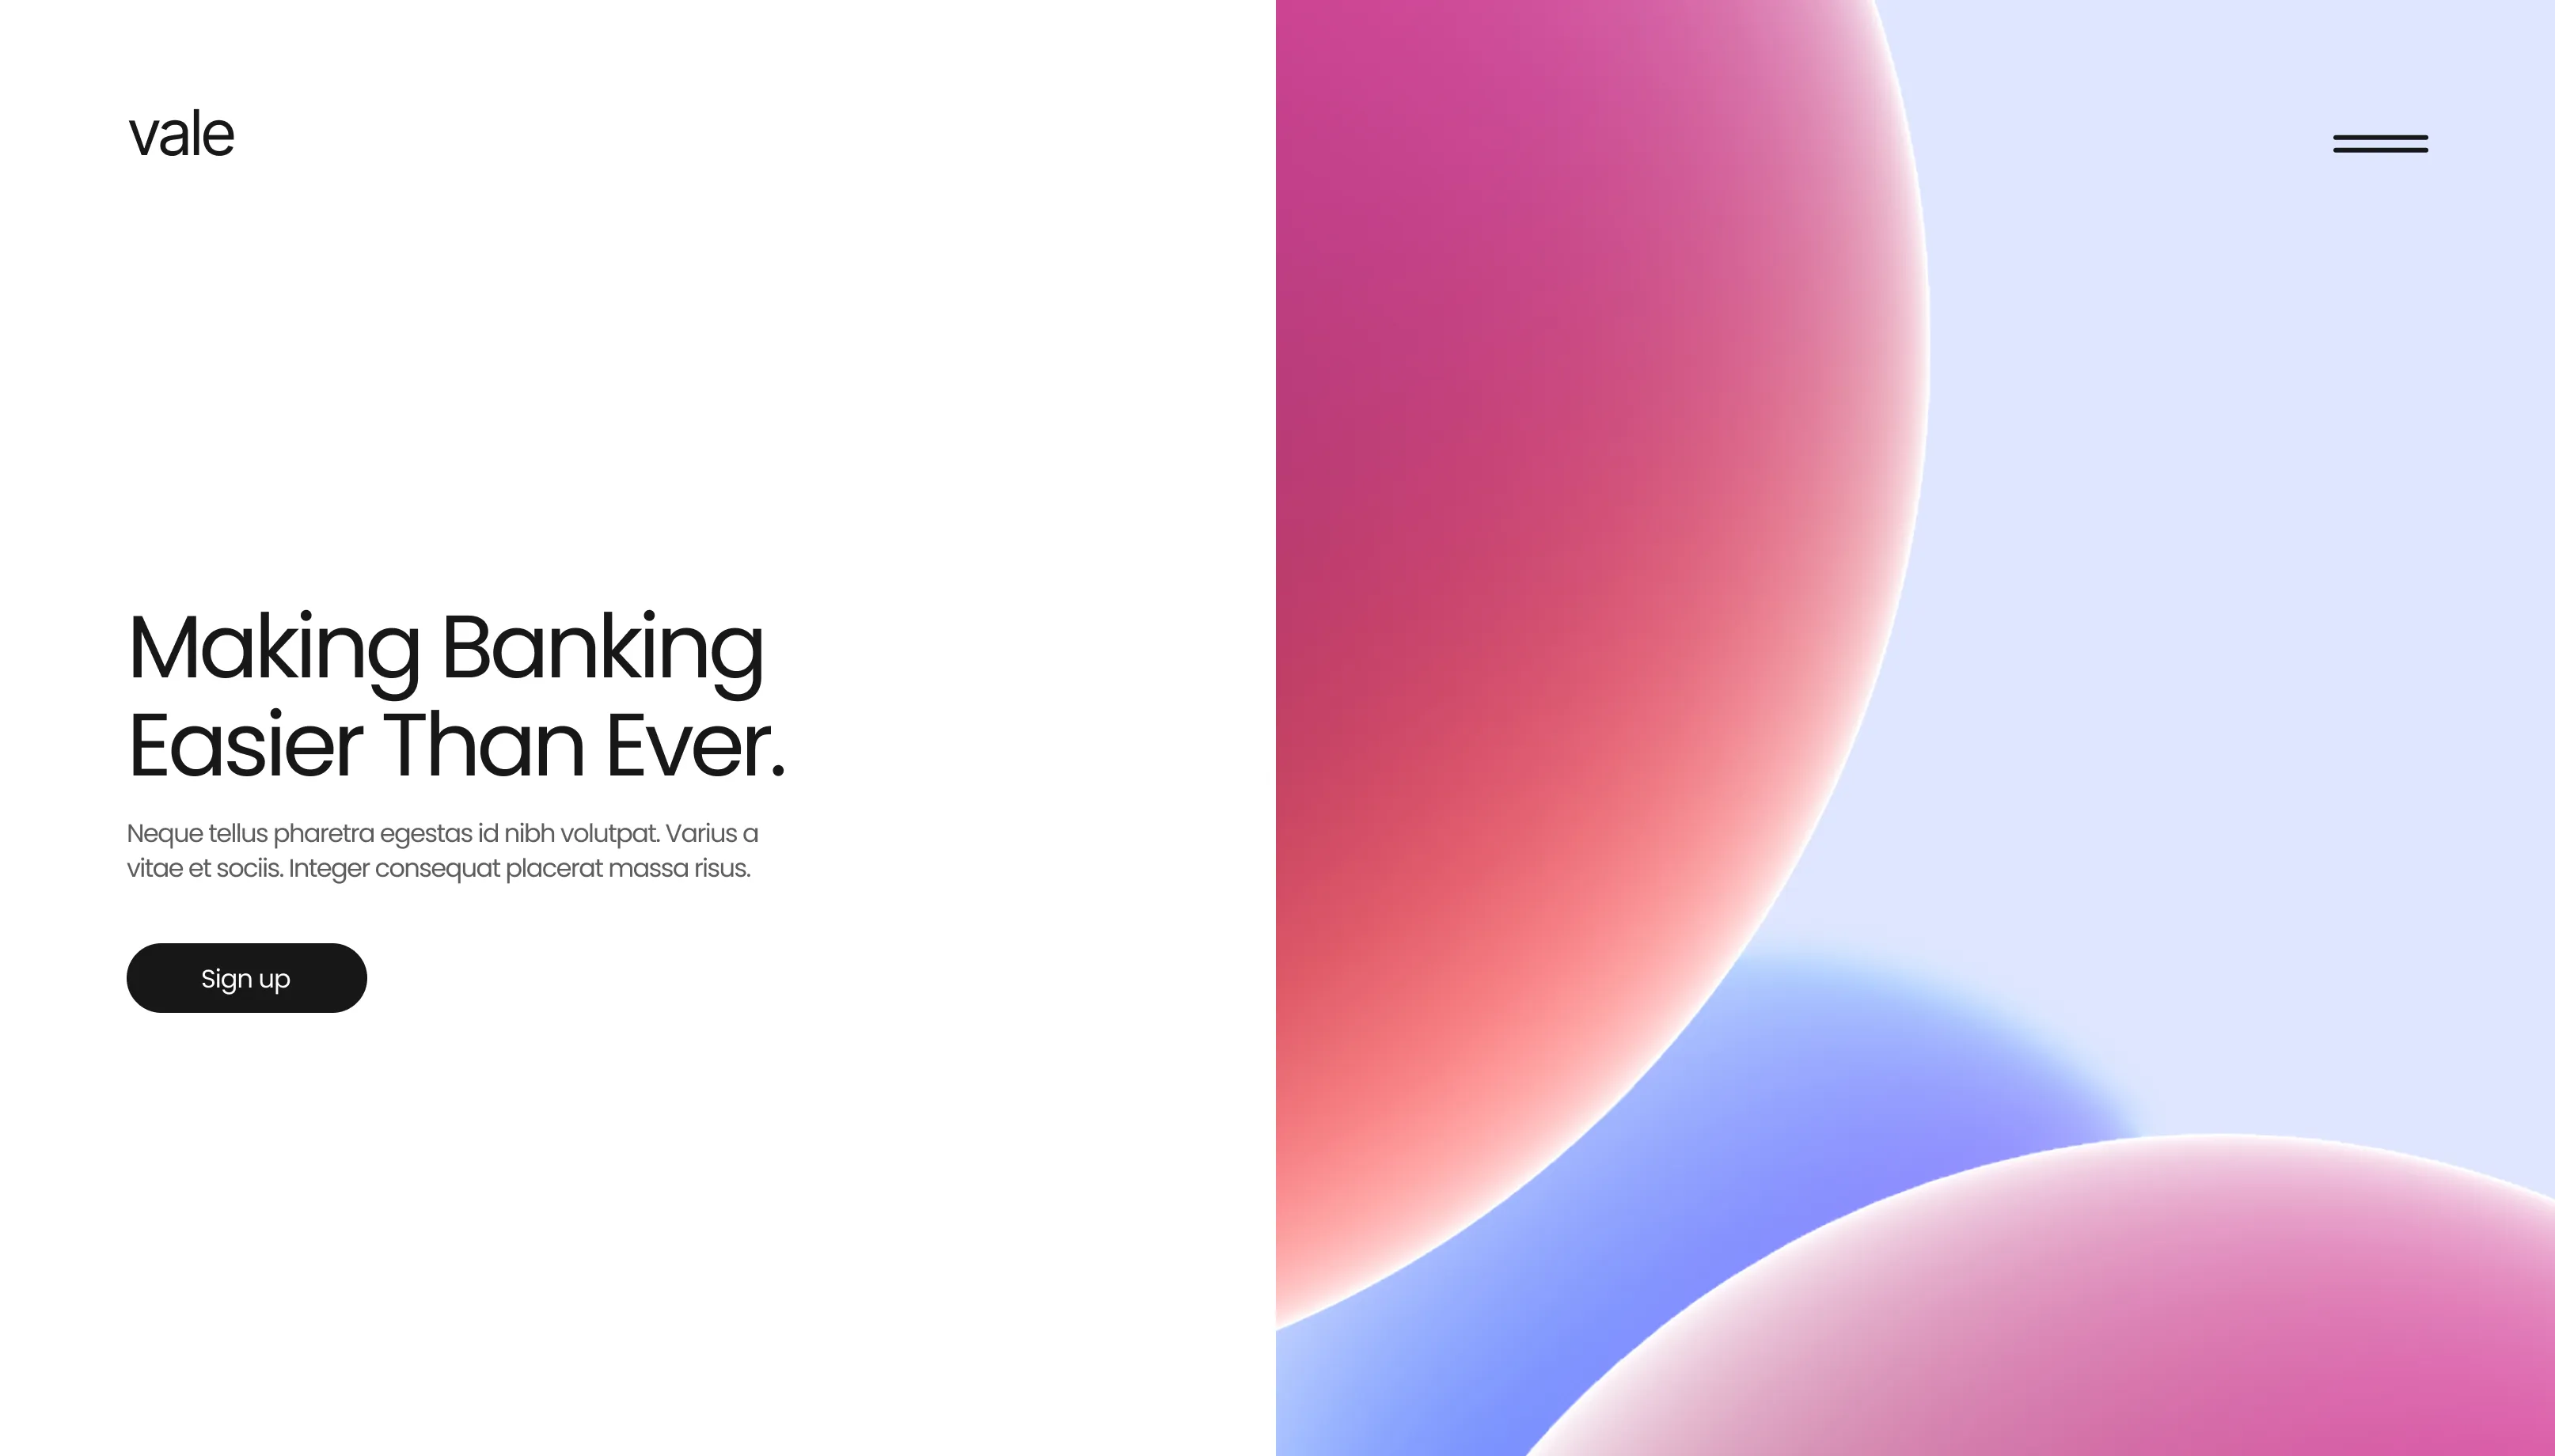 vale
Making Banking
Easier Than Ever.
Neque tellus pharetra egestas id nibh volutpat. Varius a
vitae et sociis. Integer consequat placerat massa risus.
Sign up